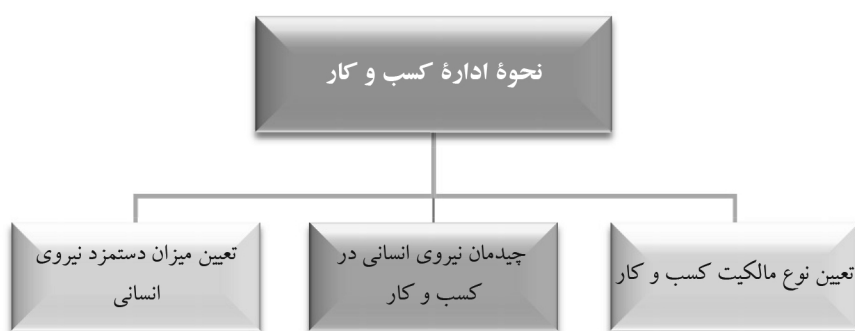 نحوهٔ ادارهٔ کسب و کار
تعیین نوع مالکیت کسب و کار
چیدمان نیروی انسانی در
کسب و کار
تعیین میزان دستمزد نیروی
انسانی